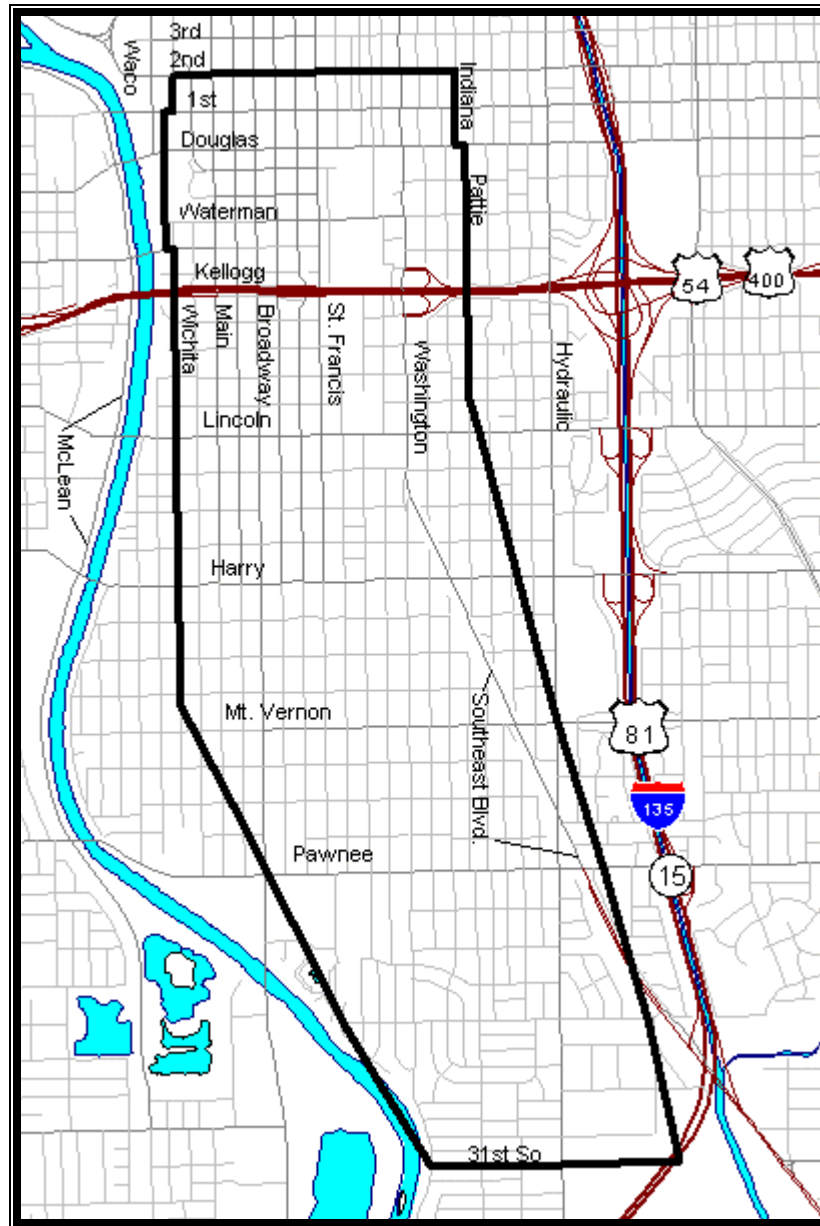 3rd
Waco
2nd
Indiana
1st
Douglas
Pattie
Waterman
Kellogg
54
400
Wichita
Main
Broadway
St. Francis
Washington
Hydraulic
Lincoln
McLean
Harry
Mt. Vernon
Southeast Blvd.
81
135
Pawnee
15
31st So